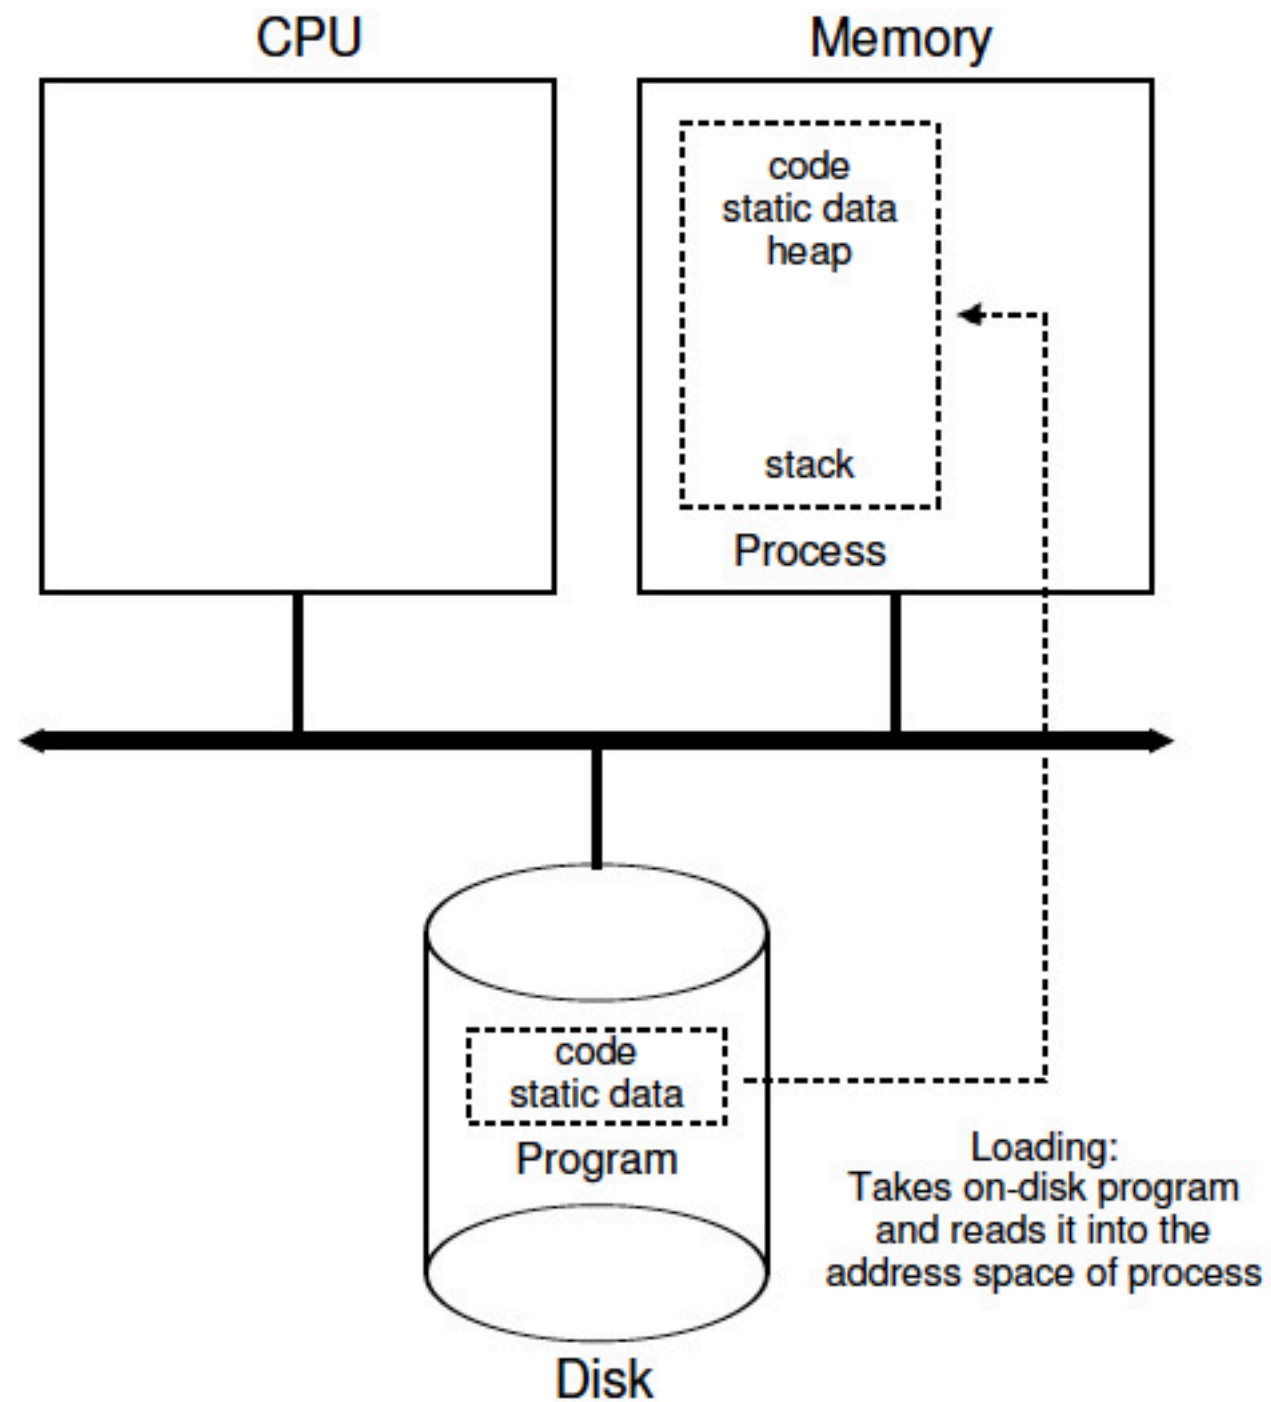 CPU
Memory
code
static data
heap
stack
Process
code
static data
Program
Loading:
Takes on-disk program
and reads it into the
address space of process
Disk